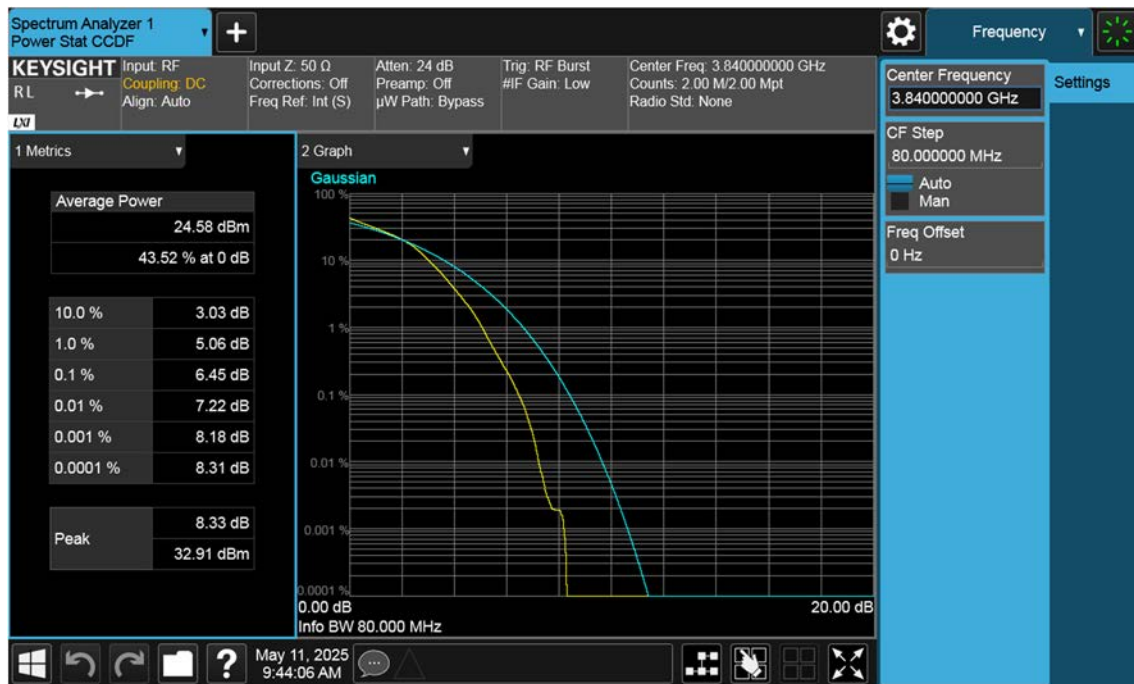 Spectrum Analyzer 1
Power Stat CCDF
Frequency
KEYSIGHT
R L
LXI
Input: RF
Coupling: DC
Align: Auto
Input Z: 50 Ω
Corrections: Off
Freq Ref: Int (S)
Atten: 24 dB
Preamp: Off
µW Path: Bypass
Trig: RF Burst
#IF Gain: Low
Center Freq: 3.840000000 GHz
Counts: 2.00 M/2.00 Mpt
Radio Std: None
Center Frequency
3.840000000 GHz
Settings
CF Step
80.000000 MHz
Auto
Man
Freq Offset
0 Hz
1 Metrics
Average Power
24.58 dBm
43.52 % at 0 dB
10.0 % 3.03 dB
1.0 % 5.06 dB
0.1 % 6.45 dB
0.01 % 7.22 dB
0.001 % 8.18 dB
0.0001 % 8.31 dB
Peak
8.33 dB
32.91 dBm
2 Graph
Gaussian
100 %
10 %
1 %
0.1 %
0.01 %
0.001 %
0.0001 %
0.00 dB 20.00 dB
Info BW 80.000 MHz
?
May 11, 2025
9:44:06 AM